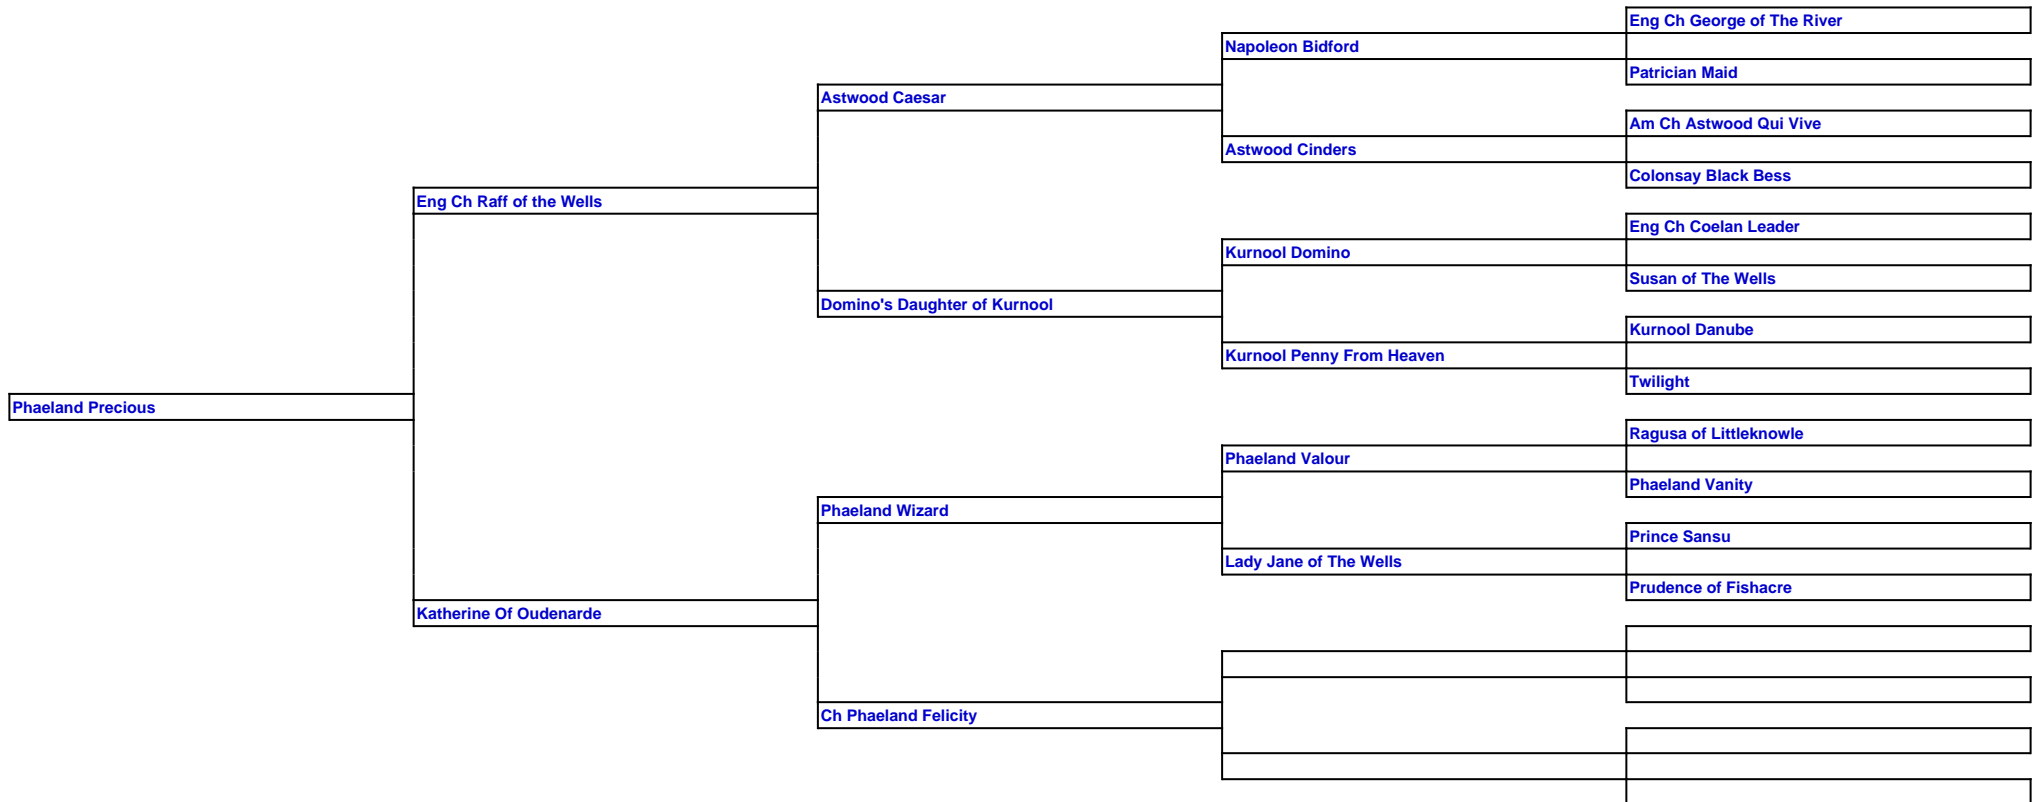 Eng Ch George of The River
Napoleon Bidford
Patrician Maid
Astwood Caesar
Am Ch Astwood Qui Vive
Astwood Cinders
Colonsay Black Bess
Eng Ch Raff of the Wells
Eng Ch Coelan Leader
Kurnool Domino
Susan of The Wells
Domino's Daughter of Kurnool
Kurnool Danube
Kurnool Penny From Heaven
Twilight
Phaeland Precious
Ragusa of Littleknowle
Phaeland Valour
Phaeland Vanity
Phaeland Wizard
Prince Sansu
Lady Jane of The Wells
Prudence of Fishacre
Katherine Of Oudenarde
Ch Phaeland Felicity